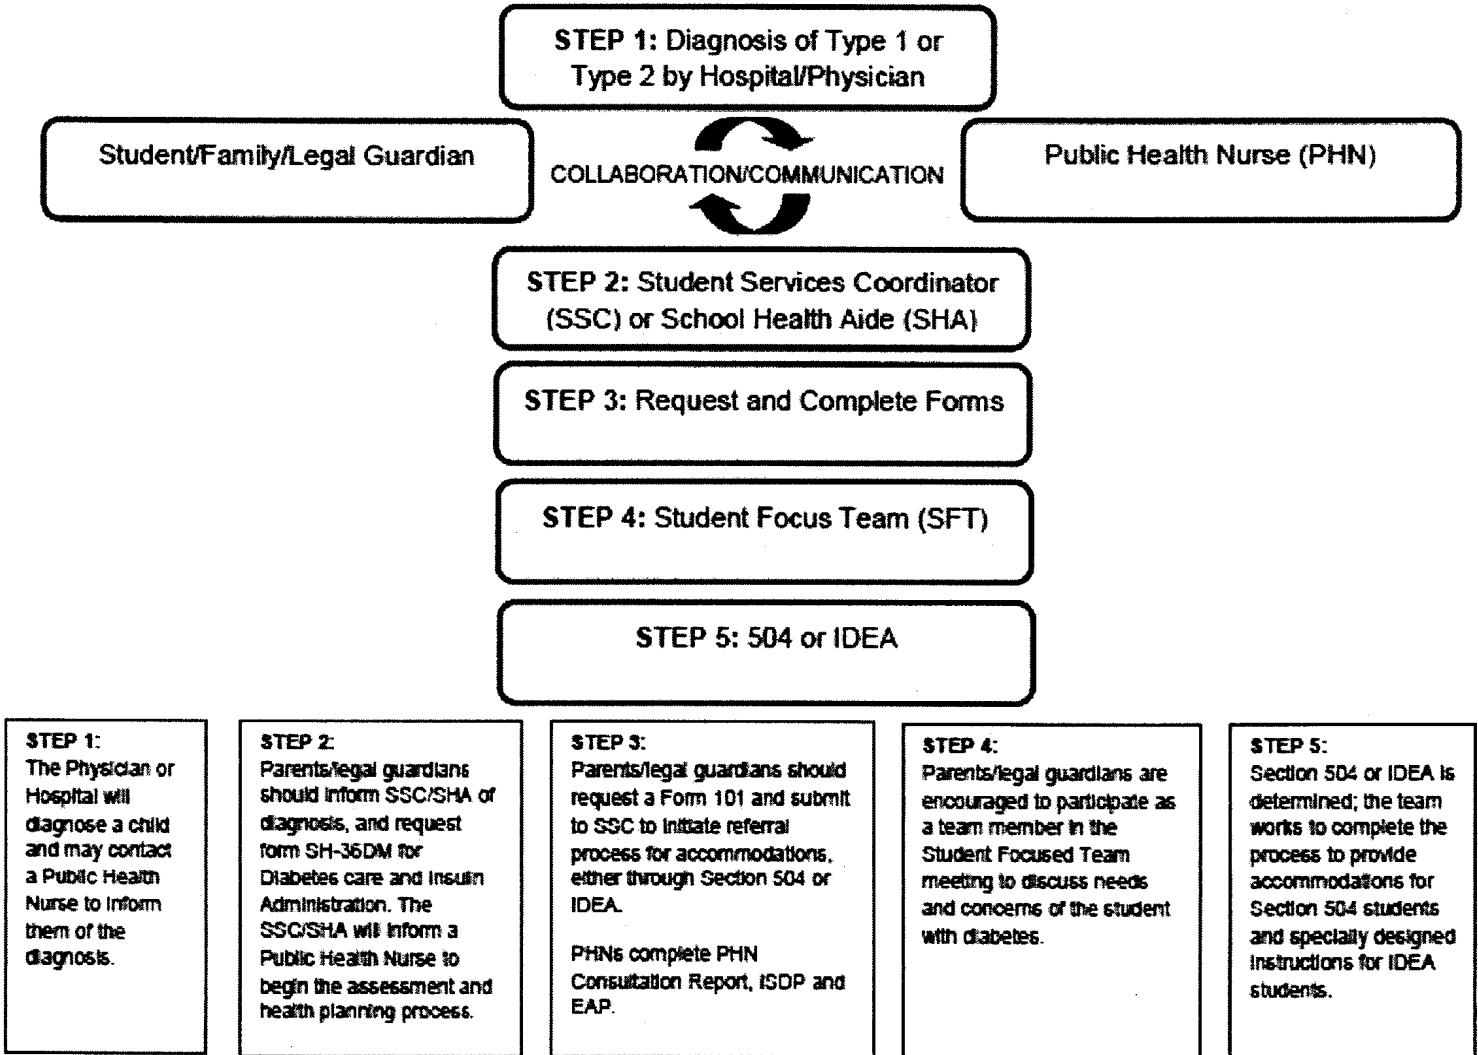 STEP 1: Diagnosis of Type 1 or
Type 2 by Hospital/Physician
Student/Family/Legal Guardian
COLLABORATION/COMMUNICATION
Public Health Nurse (PHN)
STEP 2: Student Services Coordinator
(SSC) or School Health Aide (SHA)
STEP 3: Request and Complete Forms
STEP 4: Student Focus Team (SFT)
STEP 5: 504 or IDEA
STEP 1:
The Physician or
Hospital will
diagnose a child
and may contact
a Public Health
Nurse to inform
them of the
diagnosis.
STEP 2:
Parents/legal guardians
should inform SSC/SHA of
diagnosis, and request
form SH-36DM for
Diabetes care and Insulin
Administration. The
SSC/SHA will inform a
Public Health Nurse to
begin the assessment and
health planning process.
STEP 3:
Parents/legal guardians should
request a Form 101 and submit
to SSC to initiate referral
process for accommodations,
either through Section 504 or
IDEA.
PHNs complete PHN
Consultation Report, ISDP and
EAP.
STEP 4:
Parents/legal guardians are
encouraged to participate as
a team member in the
Student Focused Team
meeting to discuss needs
and concerns of the student
with diabetes.
STEP 5:
Section 504 or IDEA is
determined; the team
works to complete the
process to provide
accommodations for
Section 504 students
and specially designed
instructions for IDEA
students.